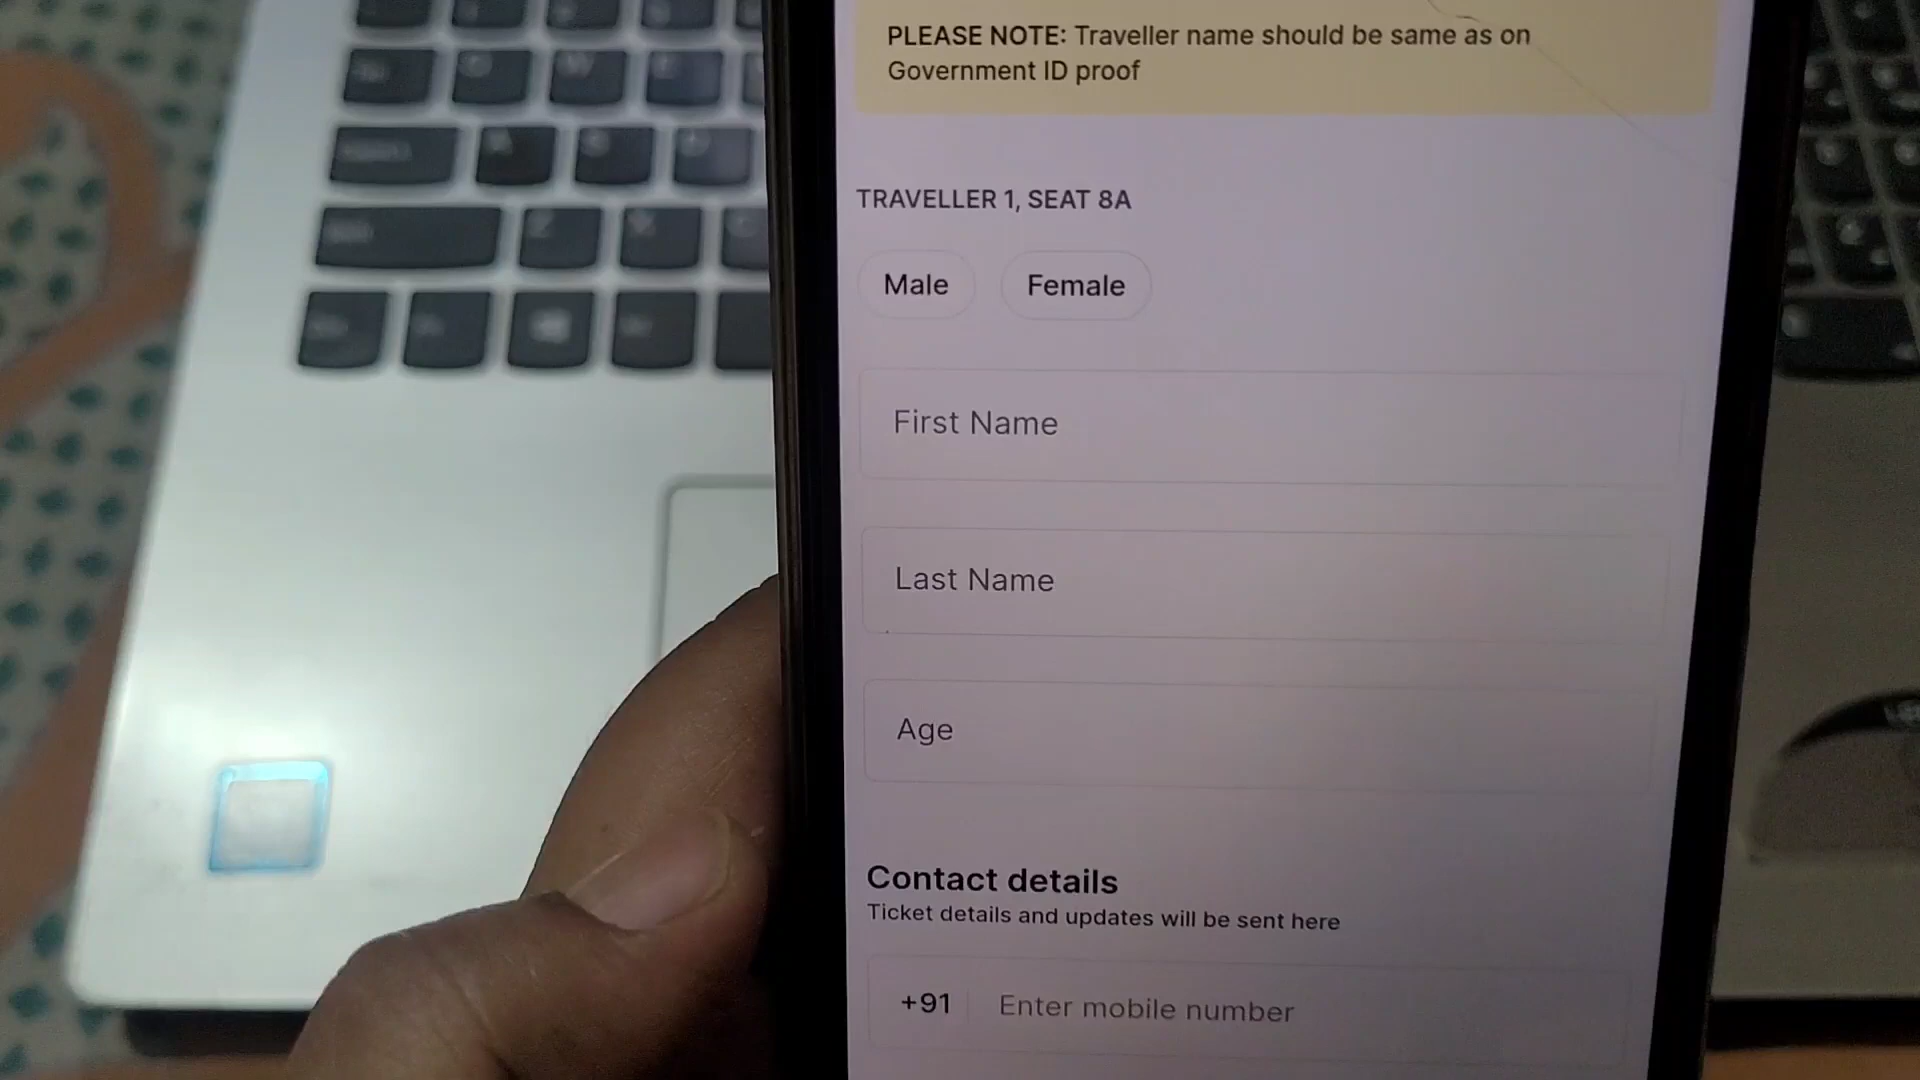 PLEASE NOTE: Traveller name should be same as on
Government ID proof
TRAVELLER 1, SEAT 8A
Male Female
First Name
Last Name
Age
Contact details
Ticket details and updates will be sent here
+91 Enter mobile number